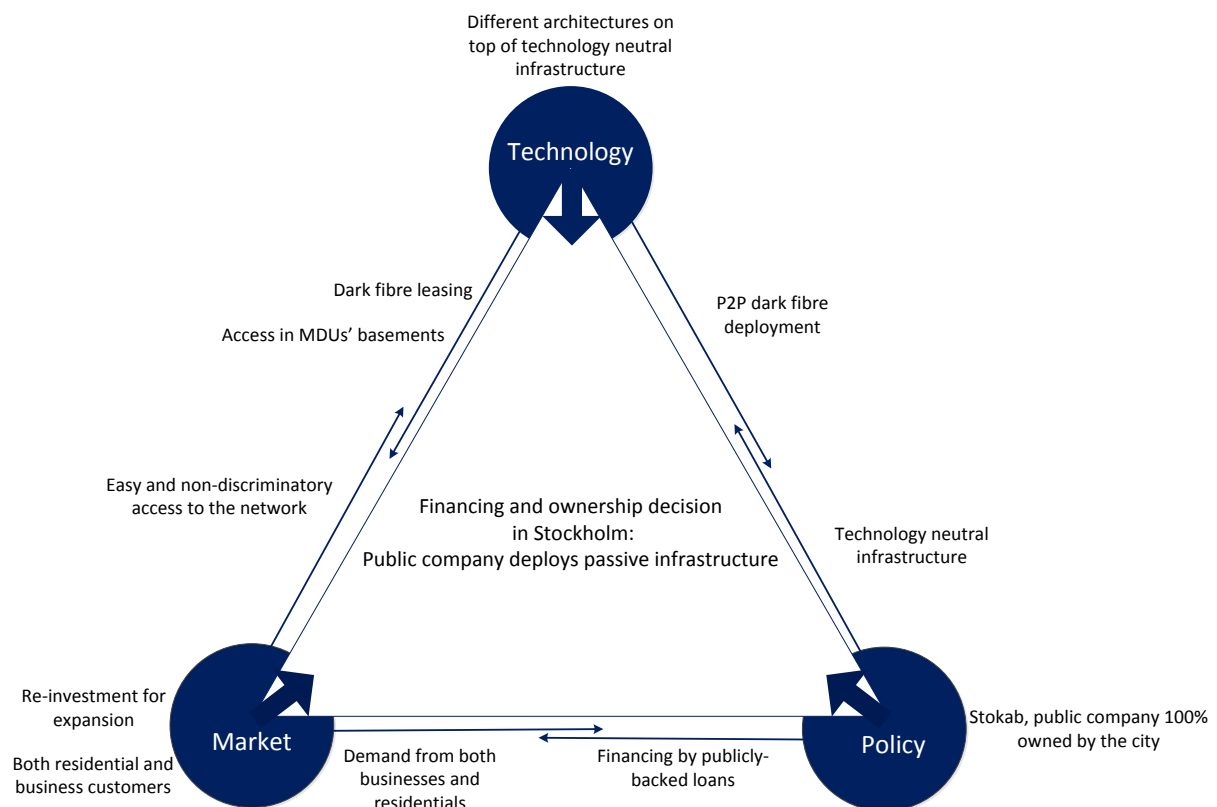 Different architectures on
top of technology neutral
infrastructure
Technology
Dark fibre leasing
Access in MDUs' basements
P2P dark fibre
deployment
Easy and non-discriminatory
access to the network
Financing and ownership decision
in Stockholm:
Public company deploys passive infrastructure
Technology neutral
infrastructure
Re-investment for
expansion
Both residential and
business customers
Market
Demand from both
businesses and
residentials
Financing by publicly-
backed loans
Policy
Stokab, public company 100%
owned by the city